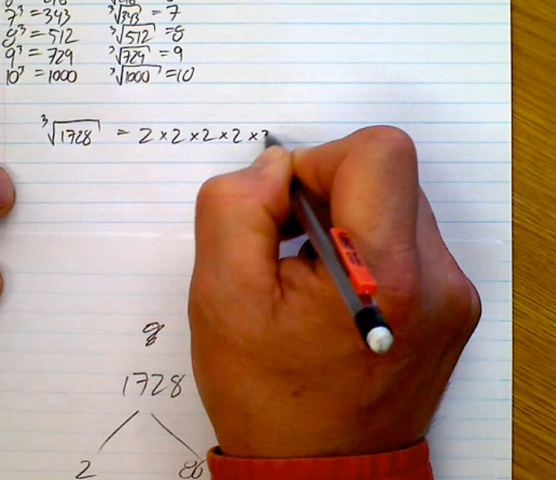 7³ = 343 ³√343 = 7
8³ = 512 ³√512 = 8
9³ = 729 ³√729 = 9
10³ = 1000 ³√1000 = 10
³√1728 = 2 × 2 × 2 × 2 ×
1728
2 86